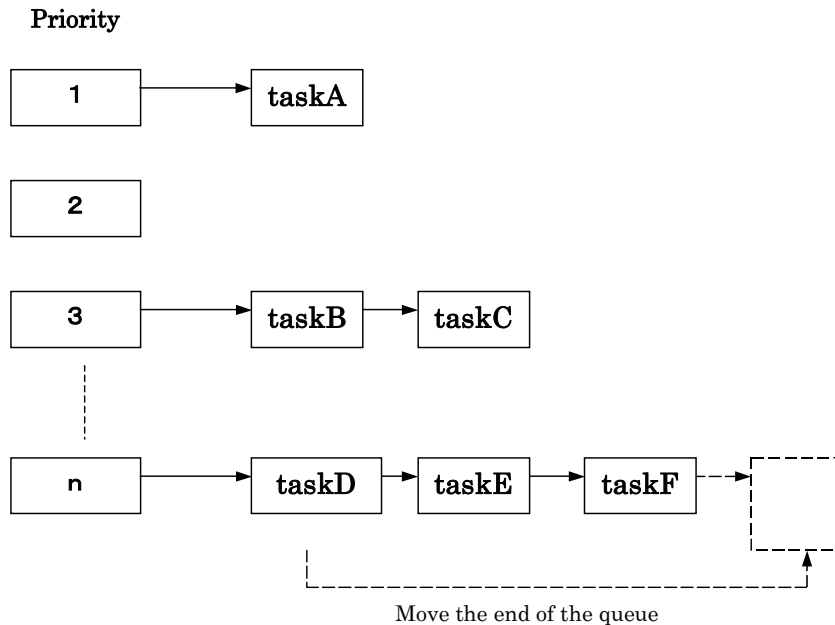 Priority
1 taskA
2
3 taskB taskC
n taskD taskE taskF
Move the end of the queue